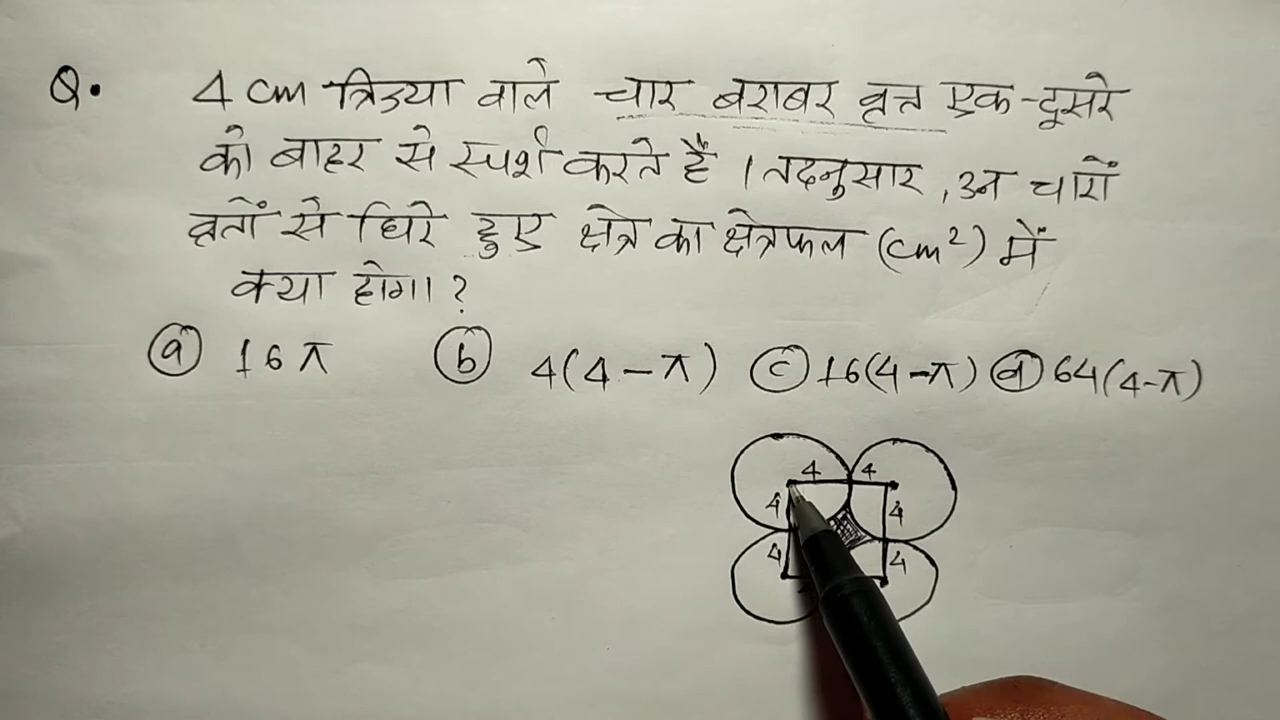 Q. 4 cm त्रिज्या वाले चार बराबर वृत्त एक-दूसरे
को बाहर से स्पर्श करते हैं। तदनुसार, उन चारों
वृतों से घिरे हुए क्षेत्र का क्षेत्रफल (cm²) में
क्या होगा?
(a) 16π (b) 4(4-π) (c) 16(4-π) (d) 64(4-π)
4 4
4 4
4 4